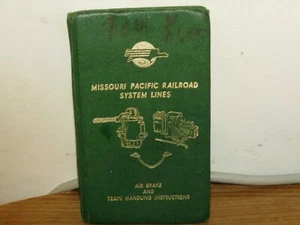 MISSOURI PACIFIC RAILROAD
SYSTEM LINES
AIR BRAKE
AND
TRAIN HANDLING INSTRUCTIONS